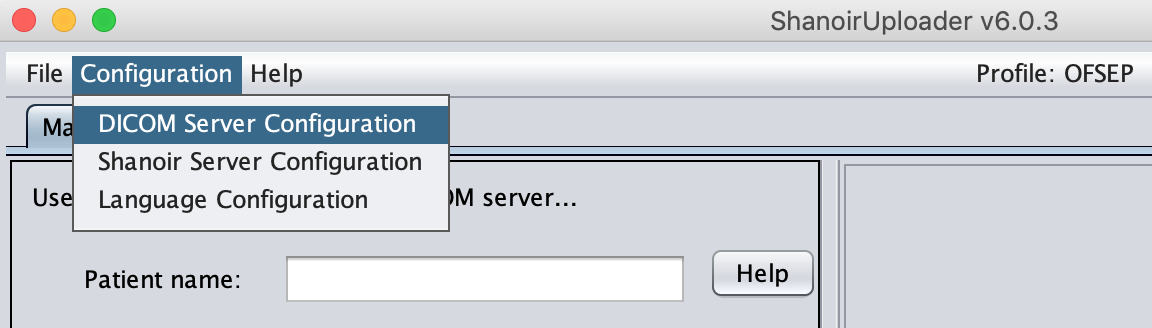 ShanoirUploader v6.0.3
File Configuration Help Profile: OFSEP
DICOM Server Configuration
Shanoir Server Configuration
Language Configuration
server...
Patient name:
Help